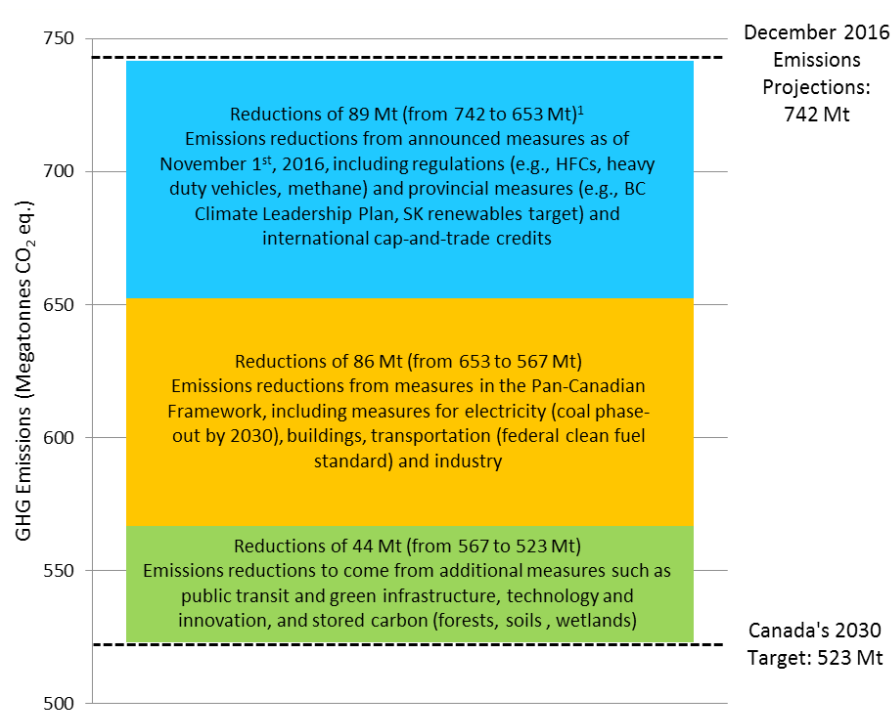 GHG Emissions (Megatonnes CO₂ eq.)
750
700
650
600
550
500
December 2016
Emissions
Projections:
742 Mt
Reductions of 89 Mt (from 742 to 653 Mt)¹
Emissions reductions from announced measures as of
November 1st, 2016, including regulations (e.g., HFCs, heavy
duty vehicles, methane) and provincial measures (e.g., BC
Climate Leadership Plan, SK renewables target) and
international cap-and-trade credits
Reductions of 86 Mt (from 653 to 567 Mt)
Emissions reductions from measures in the Pan-Canadian
Framework, including measures for electricity (coal phase-
out by 2030), buildings, transportation (federal clean fuel
standard) and industry
Reductions of 44 Mt (from 567 to 523 Mt)
Emissions reductions to come from additional measures such as
public transit and green infrastructure, technology and
innovation, and stored carbon (forests, soils , wetlands)
Canada's 2030
Target: 523 Mt